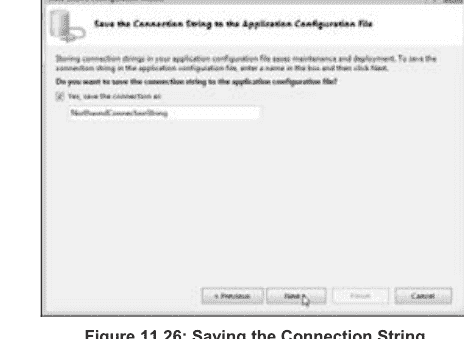 Save the Connection String to the Application Configuration File
Storing connection strings in your application configuration file eases maintenance and deployment. To save the
connection string in the application configuration file, enter a name in the box and then click Next.
Do you want to save the connection string to the application configuration file?
Yes, save the connection as:
NorthwindConnectionString
< Previous Next > Finish Cancel
Figure 11.26: Saving the Connection String